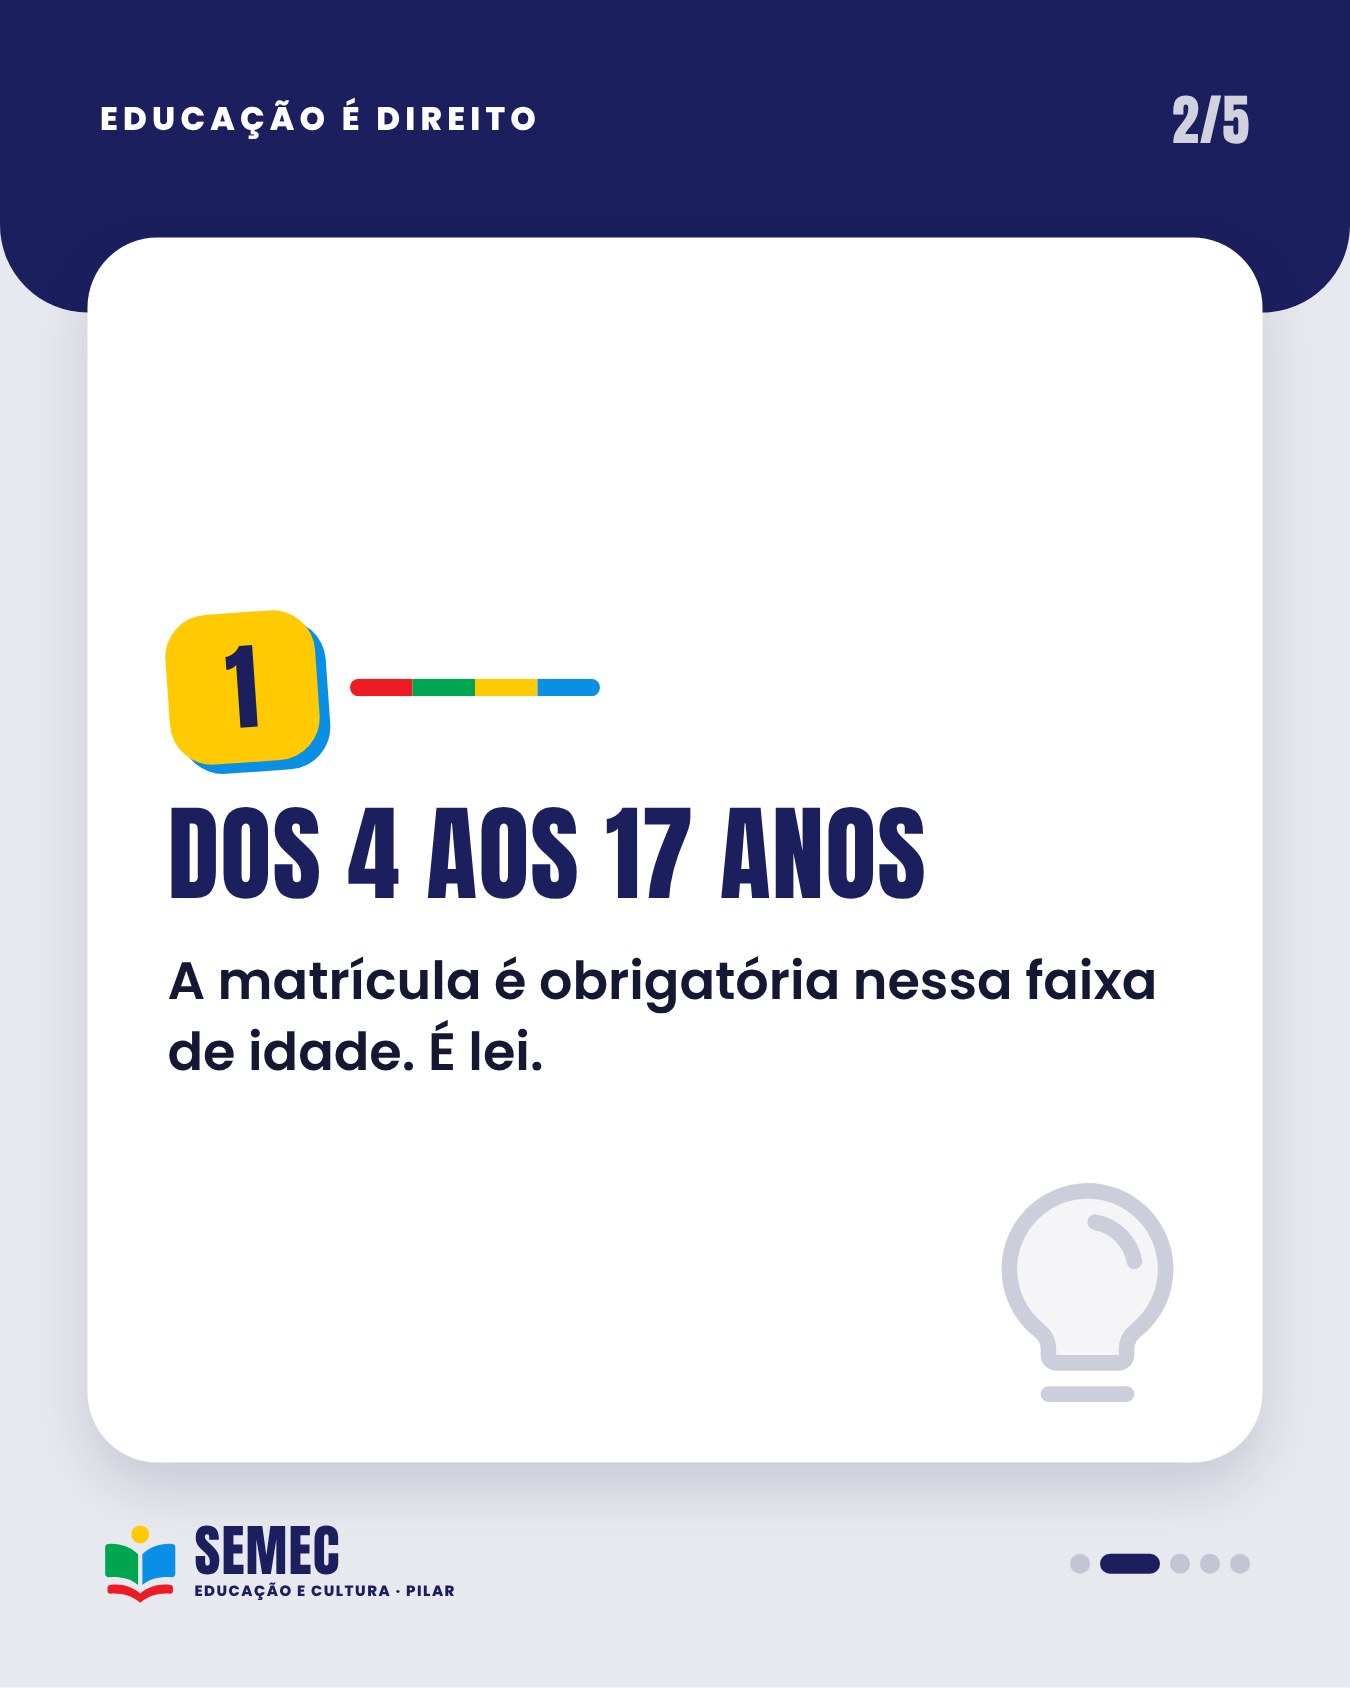 EDUCAÇÃO É DIREITO
2/5
1
DOS 4 AOS 17 ANOS
A matrícula é obrigatória nessa faixa
de idade. É lei.
SEMEC
EDUCAÇÃO E CULTURA · PILAR